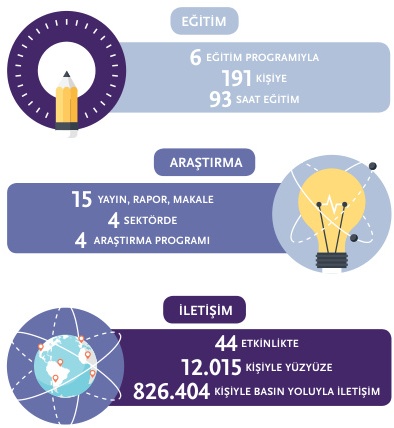 EĞİTİM
6 EĞİTİM PROGRAMIYLA
191 KİŞİYE
93 SAAT EĞİTİM
ARAŞTIRMA
15 YAYIN, RAPOR, MAKALE
4 SEKTÖRDE
4 ARAŞTIRMA PROGRAMI
İLETİŞİM
44 ETKİNLİKTE
12.015 KİŞİYLE YÜZYÜZE
826.404 KİŞİYLE BASIN YOLUYLA İLETİŞİM